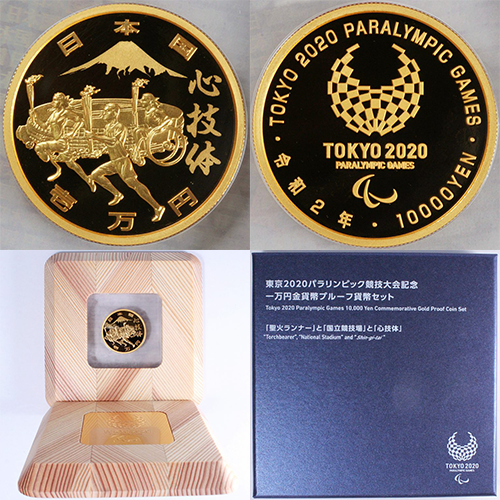 日本国
心技体
壱万円
・TOKYO 2020 PARALYMPIC GAMES・
TOKYO 2020
PARALYMPIC GAMES
令和2年・10000YEN
東京2020パラリンピック競技大会記念
一万円金貨幣プルーフ貨幣セット
Tokyo 2020 Paralympic Games 10,000 Yen Commemorative Gold Proof Coin Set
「聖火ランナー」と「国立競技場」と「心技体」
"Torchbearer", "National Stadium" and "Shin-gi-tai"
TOKYO 2020
PARALYMPIC GAMES